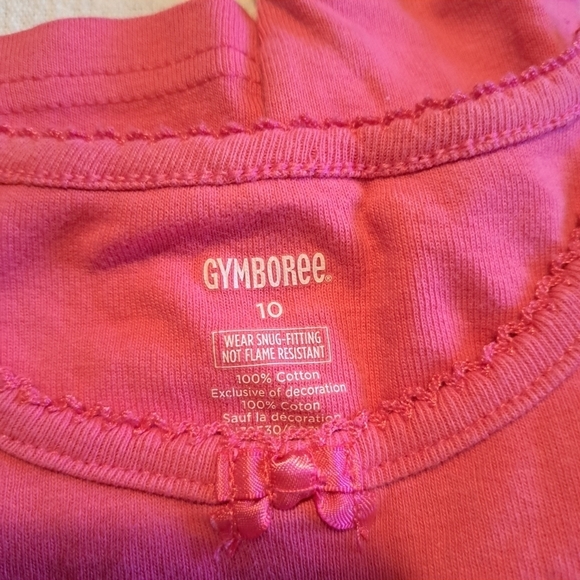 GYMBOREE®
10
WEAR SNUG-FITTING
NOT FLAME RESISTANT
100% Cotton
Exclusive of decoration
100% Coton
Sauf la décoration